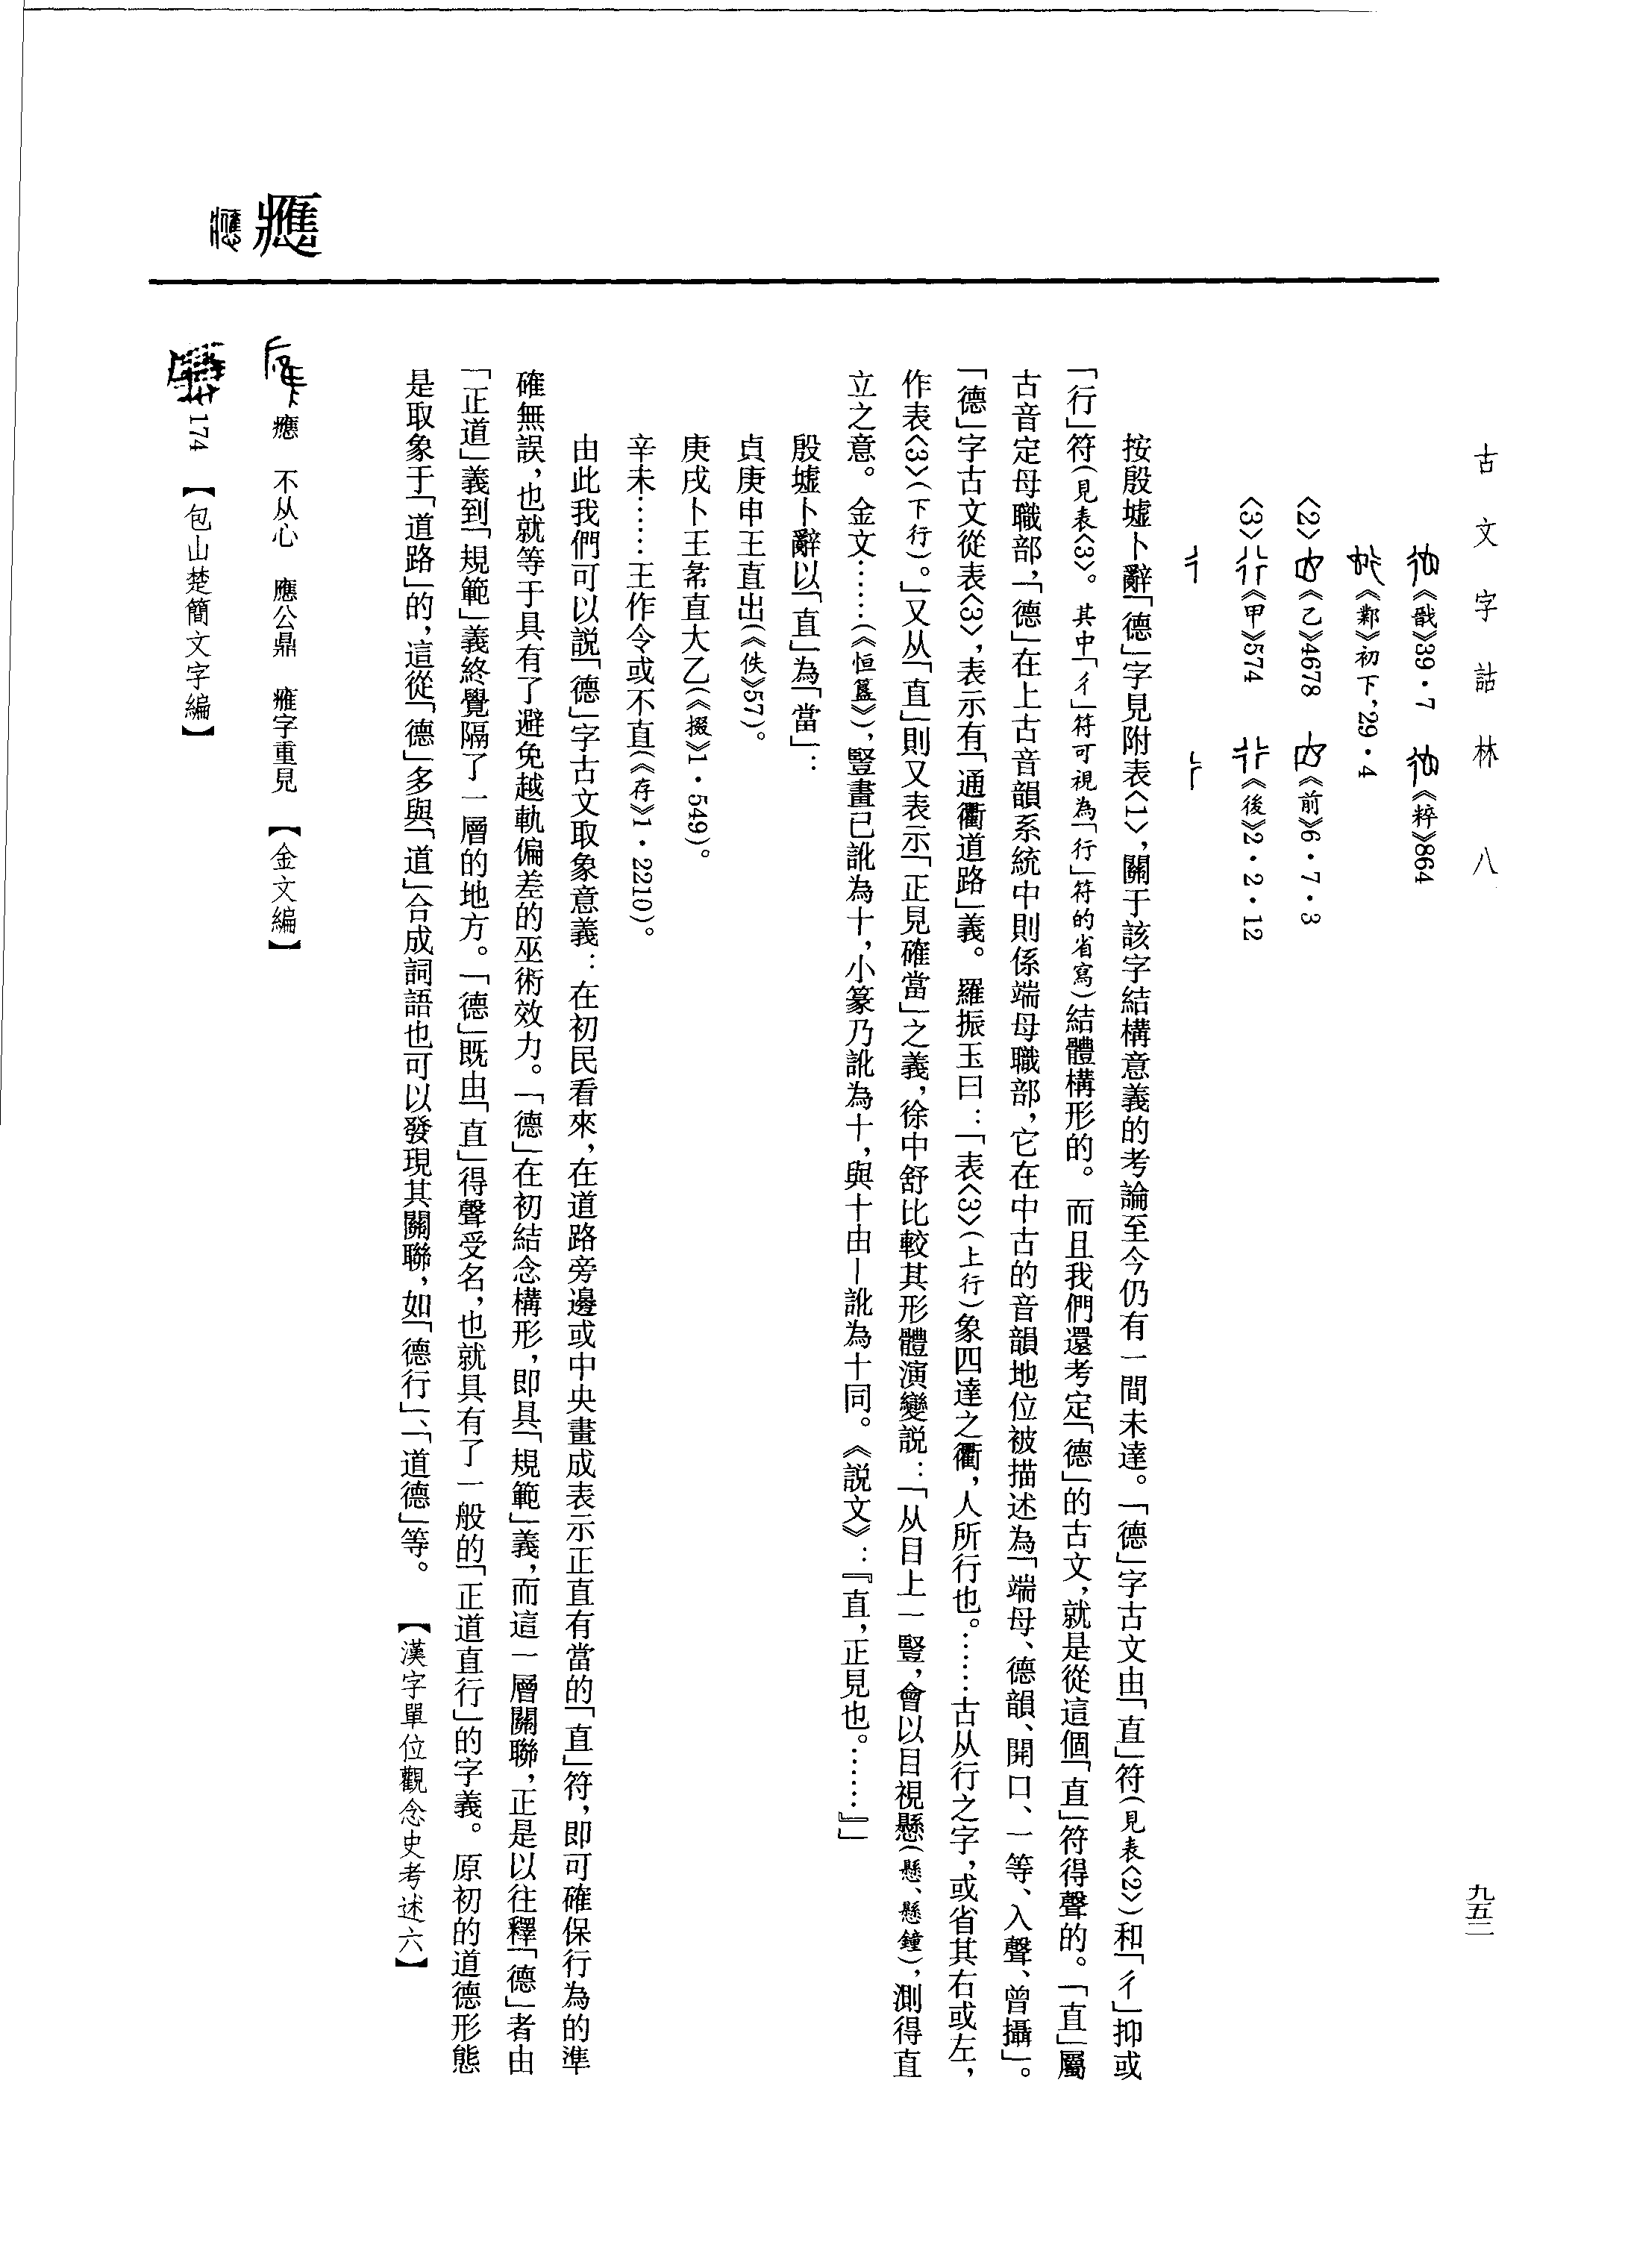 古文字詁林 八
九五二
《戩》39·7 《粹》864
《鄴》初下,29·4
<2> 《乙》4678 《前》6·7·3
<3> 《甲》574 《後》2·2·12
按殷墟卜辭「德」字見附表<1>,關于該字結構意義的考論至今仍有一間未達。「德」字古文由「直」符(見表<2>)和「彳」抑或
「行」符(見表<3>。其中「彳」符可視為「行」符的省寫)結體構形的。而且我們還考定「德」的古文,就是從這個「直」符得聲的。「直」屬
古音定母職部,「德」在上古音韻系統中則係端母職部,它在中古的音韻地位被描述為「端母、德韻、開口、一等、入聲、曾攝」。
「德」字古文從表<3>,表示有「通衢道路」義。羅振玉曰:「表<3>(上行)象四達之衢,人所行也。……古从行之字,或省其右或左,
作表<3>(下行)。」又从「直」則又表示「正見確當」之義,徐中舒比較其形體演變説:「从目上一豎,會以目視懸(懸、懸鐘),測得直
立之意。金文……(《恒簋》),豎畫已訛為十,小篆乃訛為十,與十由丨訛為十同。《説文》:『直,正見也。……』」
殷墟卜辭以「直」為「當」:
貞庚申王直出(《佚》57)。
庚戌卜王帚直大乙(《掇》1·549)。
辛未……王作令或不直(《存》1·2210)。
由此我們可以説「德」字古文取象意義:在初民看來,在道路旁邊或中央畫成表示正直有當的「直」符,即可確保行為的準
確無誤,也就等于具有了避免越軌偏差的巫術效力。「德」在初結念構形,即具「規範」義,而這一層關聯,正是以往釋「德」者由
「正道」義到「規範」義終覺隔了一層的地方。「德」既由「直」得聲受名,也就具有了一般的「正道直行」的字義。原初的道德形態
是取象于「道路」的,這從「德」多與「道」合成詞語也可以發現其關聯,如「德行」、「道德」等。 【漢字單位觀念史考述六】
應 不从心 應公鼎 䧹字重見 【金文編】
174 【包山楚簡文字編】